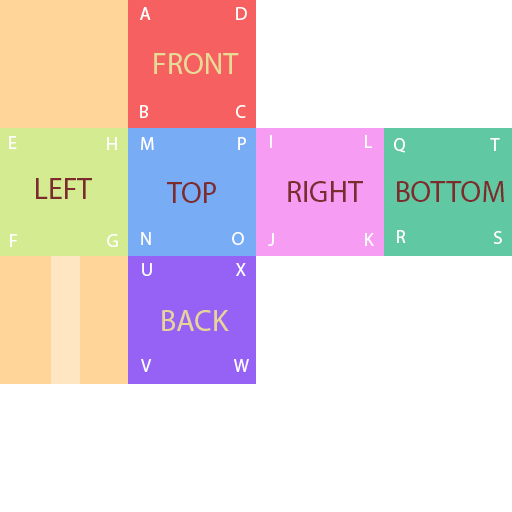 A D
FRONT
B C
E H M P I L Q T
LEFT TOP RIGHT BOTTOM
F G N O J K R S
U X
BACK
V W